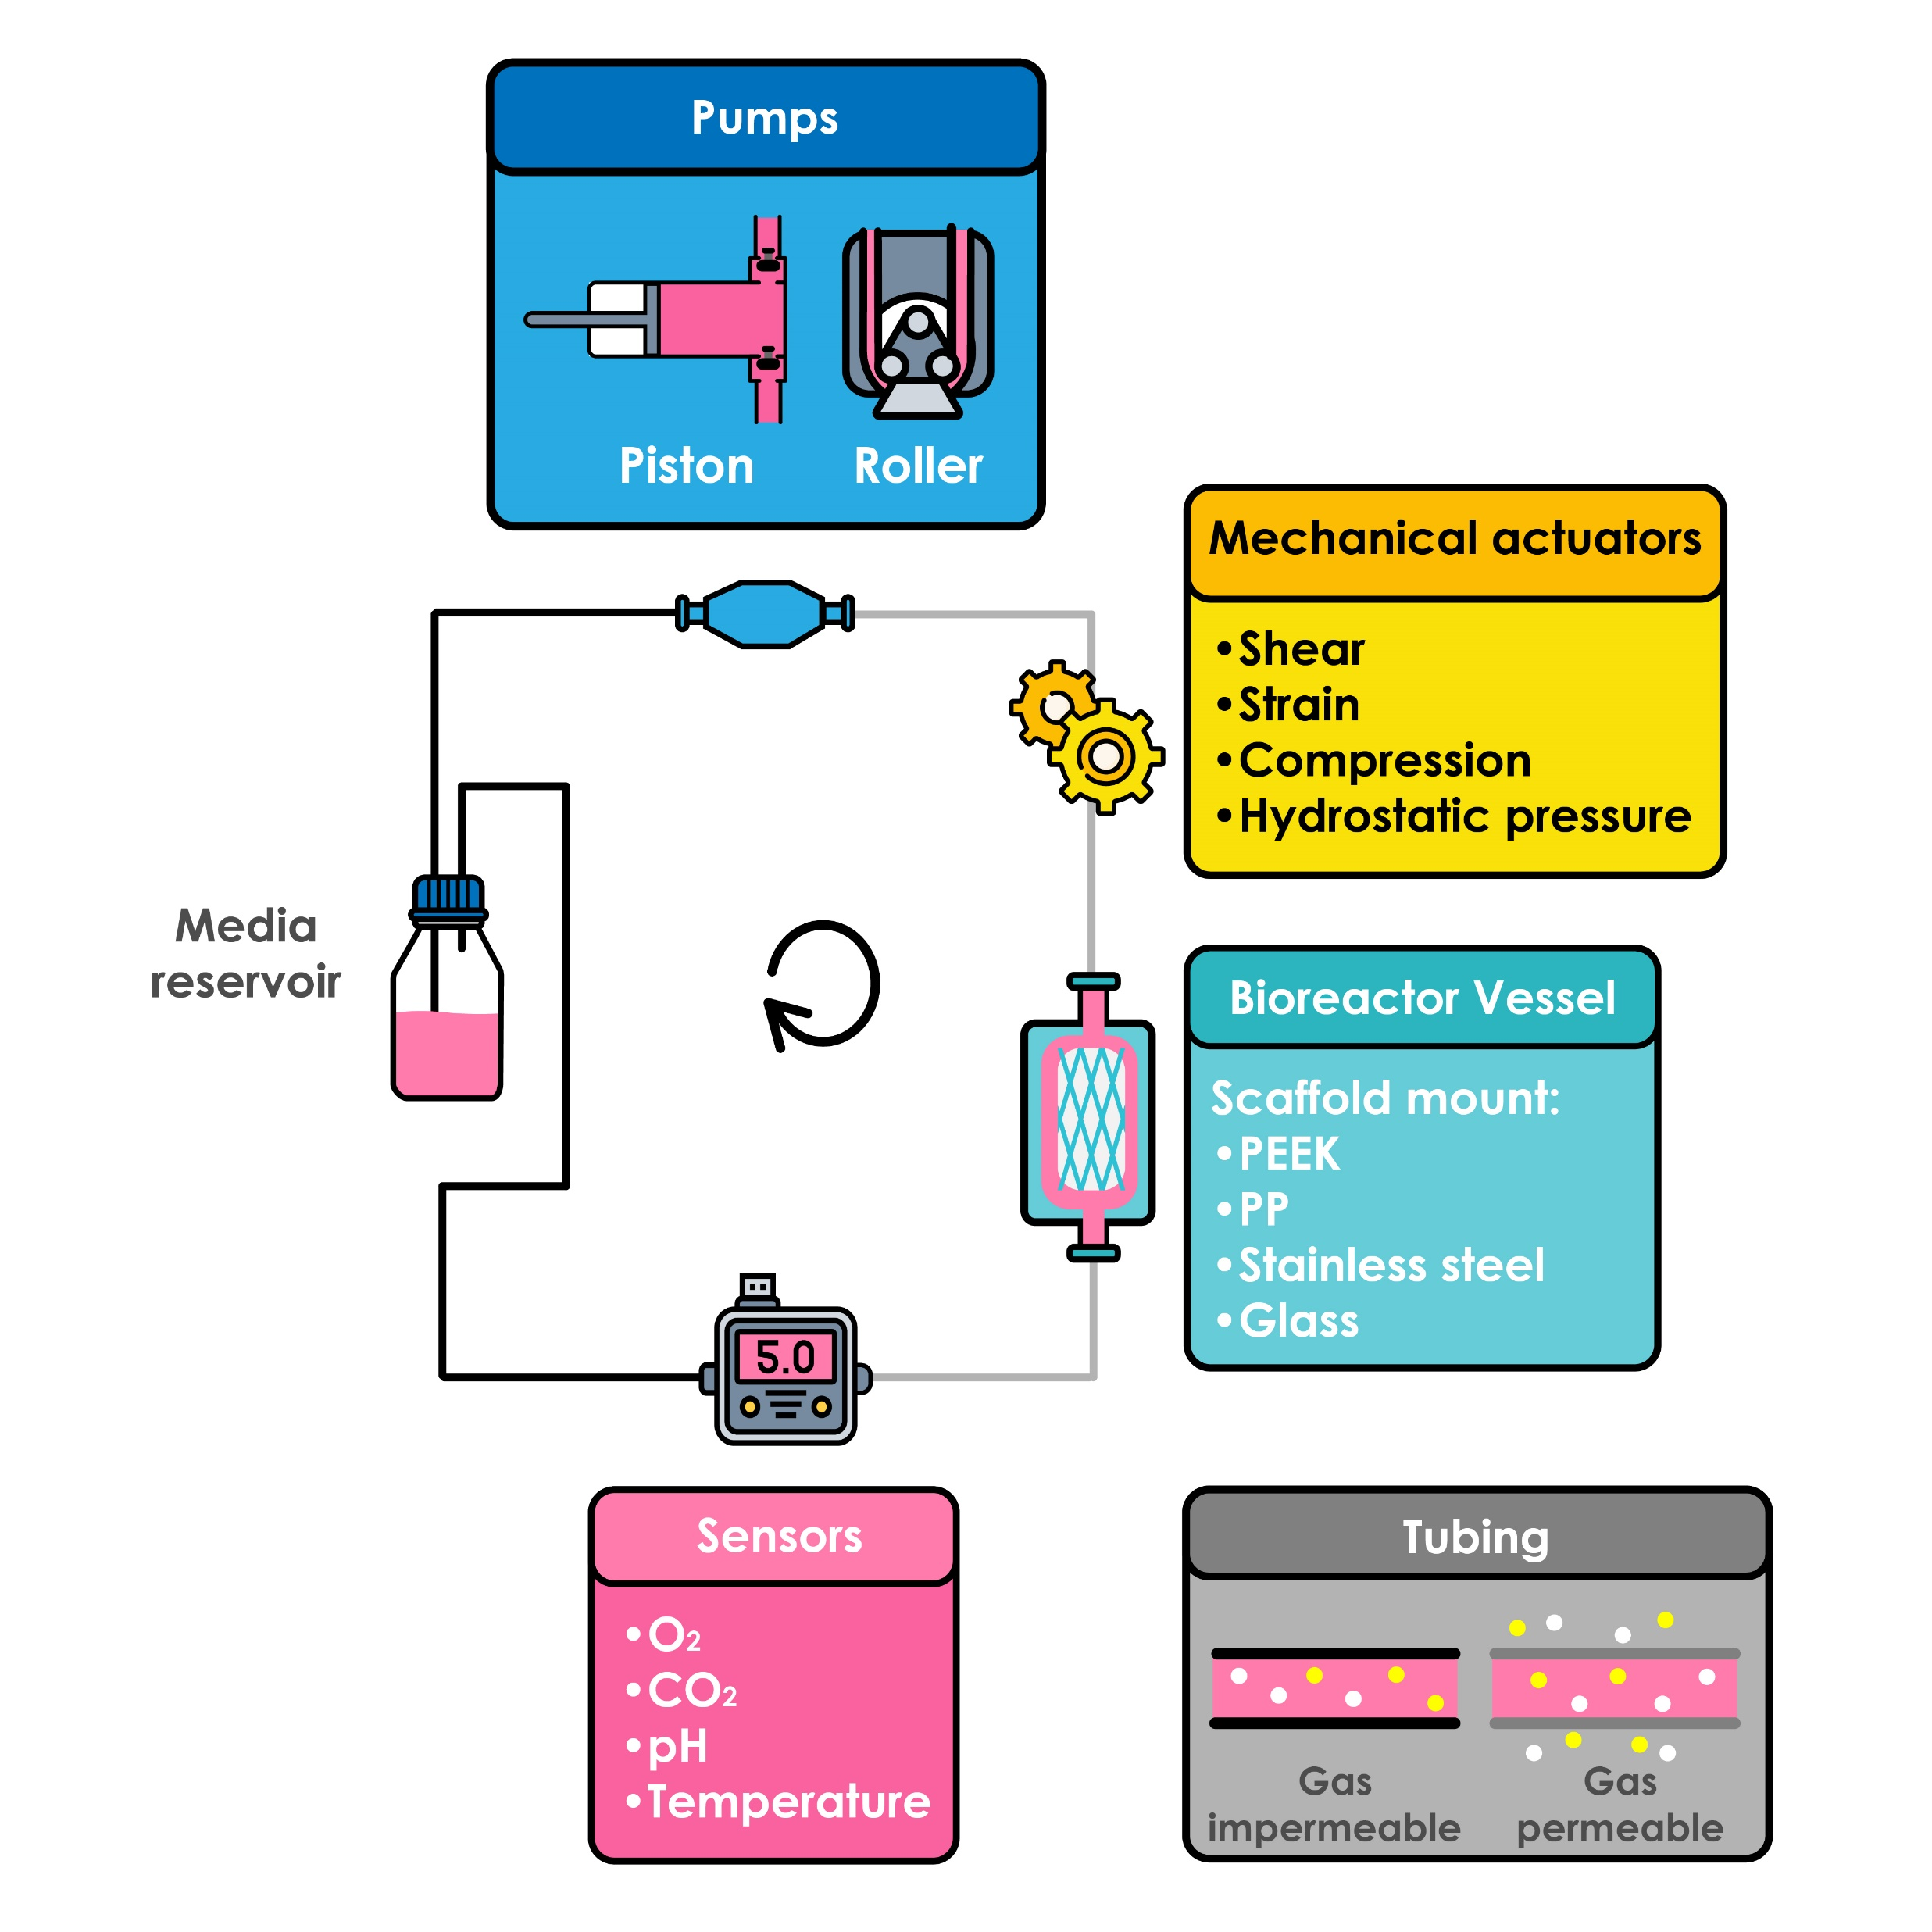 Pumps
Piston
Roller
Mechanical actuators
•Shear
•Strain
•Compression
•Hydrostatic pressure
Media
reservoir
Bioreactor Vessel
Scaffold mount:
•PEEK
•PP
•Stainless steel
•Glass
5.0
Sensors
•O₂
•CO₂
•pH
•Temperature
Tubing
Gas
impermeable
Gas
permeable